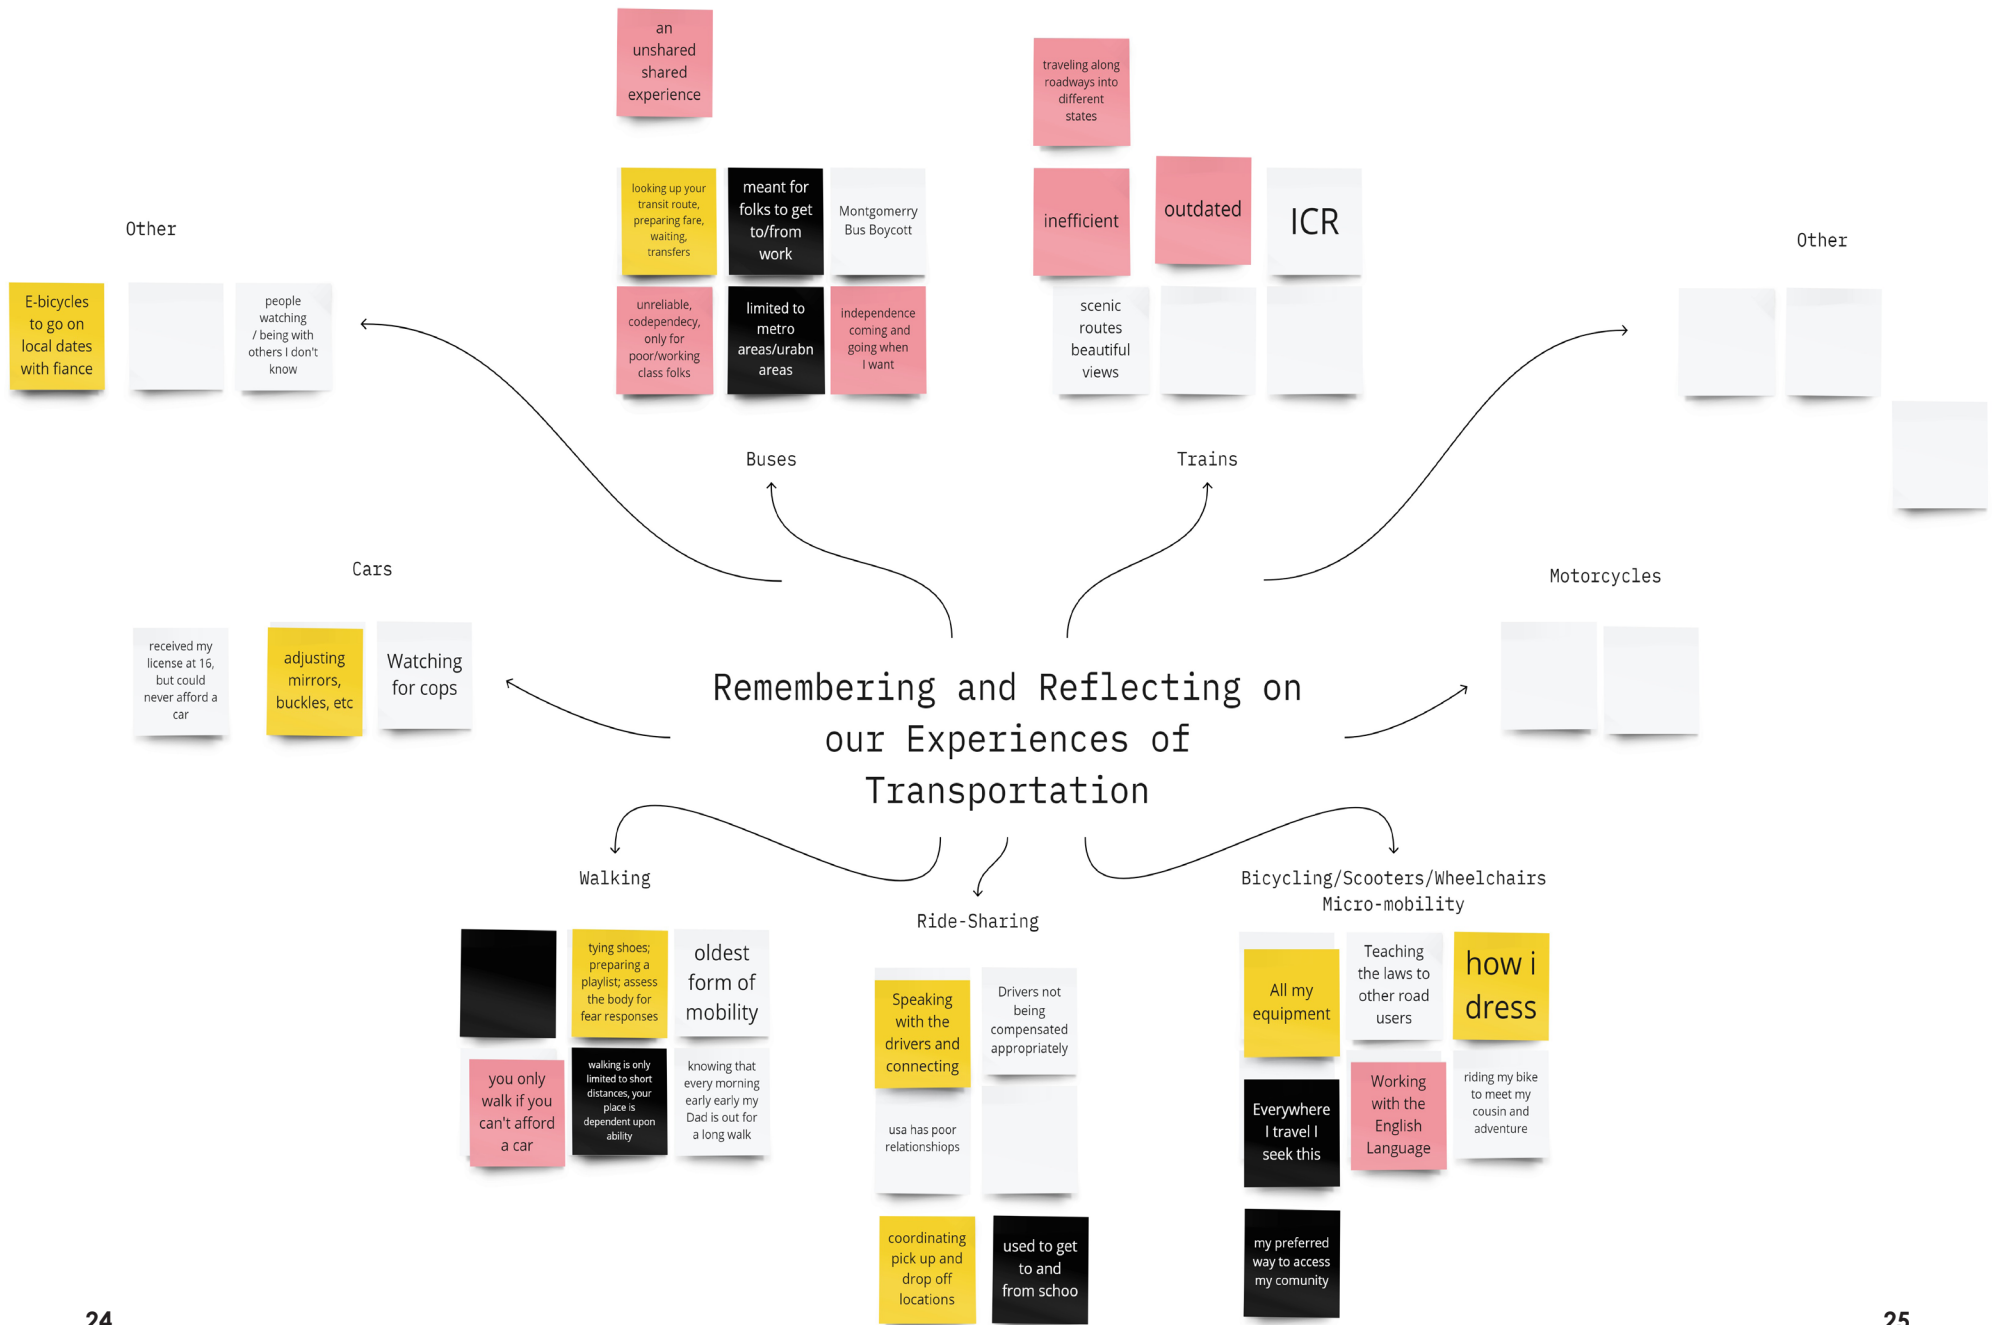 an
unshared
shared
experience
looking up your
transit route,
preparing fare,
waiting,
transfers
meant for
folks to get
to/from
work
Montgomerry
Bus Boycott
unreliable,
codependecy,
only for
poor/working
class folks
limited to
metro
areas/urabn
areas
independence
coming and
going when
I want
Buses
traveling along
roadways into
different
states
inefficient
outdated
ICR
scenic
routes
beautiful
views
Trains
Other
E-bicycles
to go on
local dates
with fiance
people
watching
/ being with
others I don't
know
Other
Cars
received my
license at 16,
but could
never afford a
car
adjusting
mirrors,
buckles, etc
Watching
for cops
Motorcycles
Remembering and Reflecting on
our Experiences of
Transportation
Walking
tying shoes;
preparing a
playlist; assess
the body for
fear responses
oldest
form of
mobility
you only
walk if you
can't afford
a car
walking is only
limited to short
distances, your
place is
dependent upon
ability
knowing that
every morning
early early my
Dad is out for
a long walk
Ride-Sharing
Speaking
with the
drivers and
connecting
Drivers not
being
compensated
appropriately
usa has poor
relationshiops
coordinating
pick up and
drop off
locations
used to get
to and
from schoo
Bicycling/Scooters/Wheelchairs
Micro-mobility
All my
equipment
Teaching
the laws to
other road
users
how i
dress
Everywhere
I travel I
seek this
Working
with the
English
Language
riding my bike
to meet my
cousin and
adventure
my preferred
way to access
my comunity
24
25